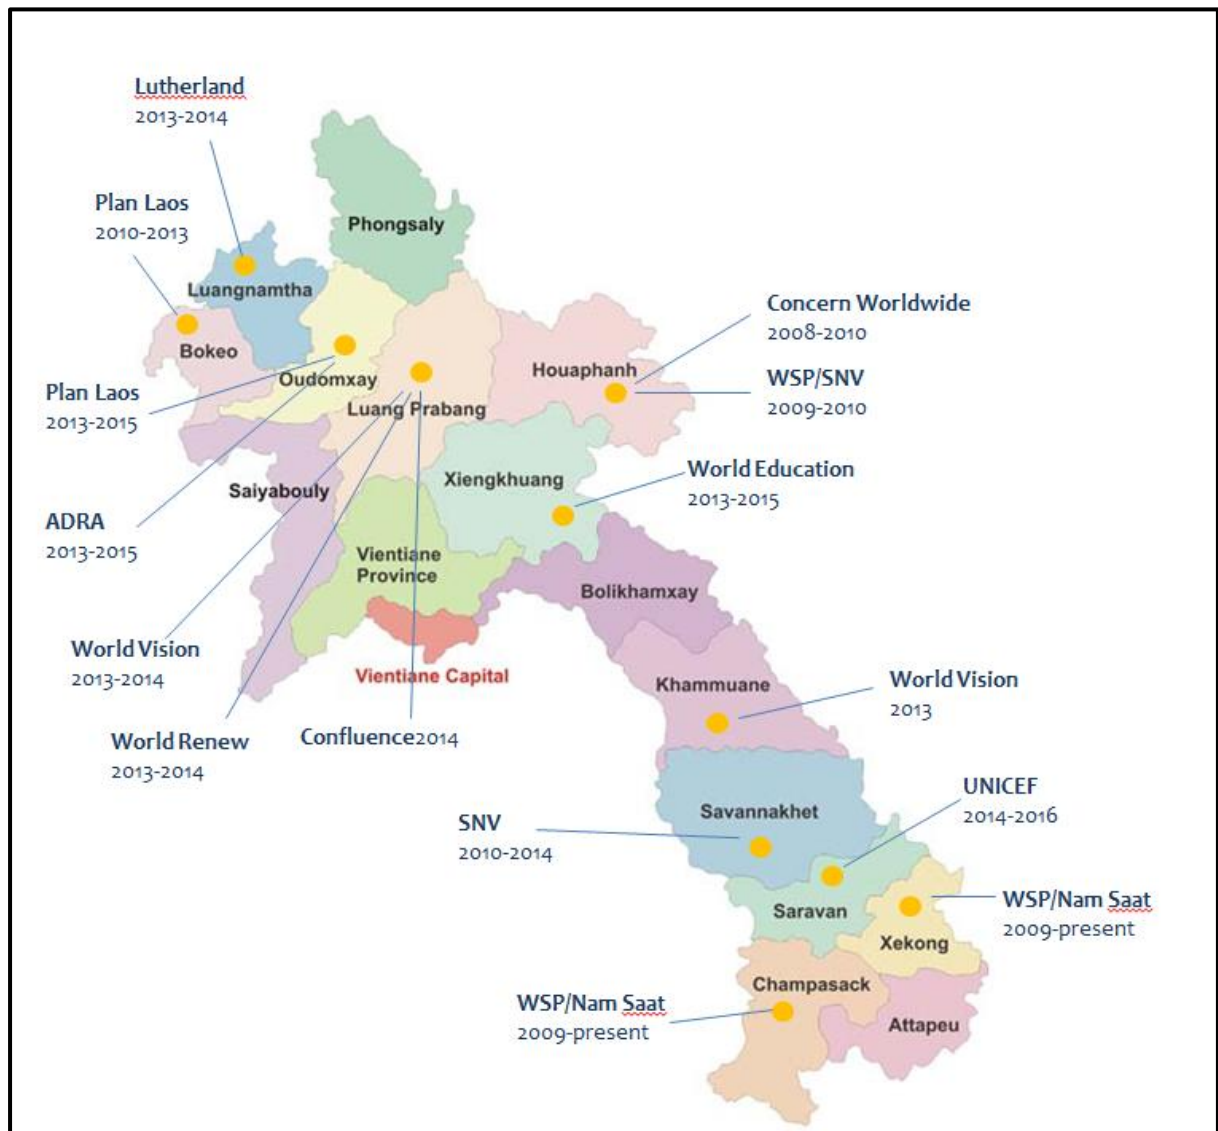 Lutherland
2013-2014
Plan Laos
2010-2013
Phongsaly
Luangnamtha
Bokeo
Oudomxay
Luang Prabang
Houaphanh
Concern Worldwide
2008-2010
WSP/SNV
2009-2010
Plan Laos
2013-2015
Saiyabouly
Xiengkhuang
World Education
2013-2015
ADRA
2013-2015
Vientiane
Province
Bolikhamxay
World Vision
2013-2014
Vientiane Capital
Khammuane
World Vision
2013
World Renew
2013-2014
Confluence2014
Savannakhet
UNICEF
2014-2016
SNV
2010-2014
Saravan
WSP/Nam Saat
2009-present
Xekong
Champasack
WSP/Nam Saat
2009-present
Attapeu